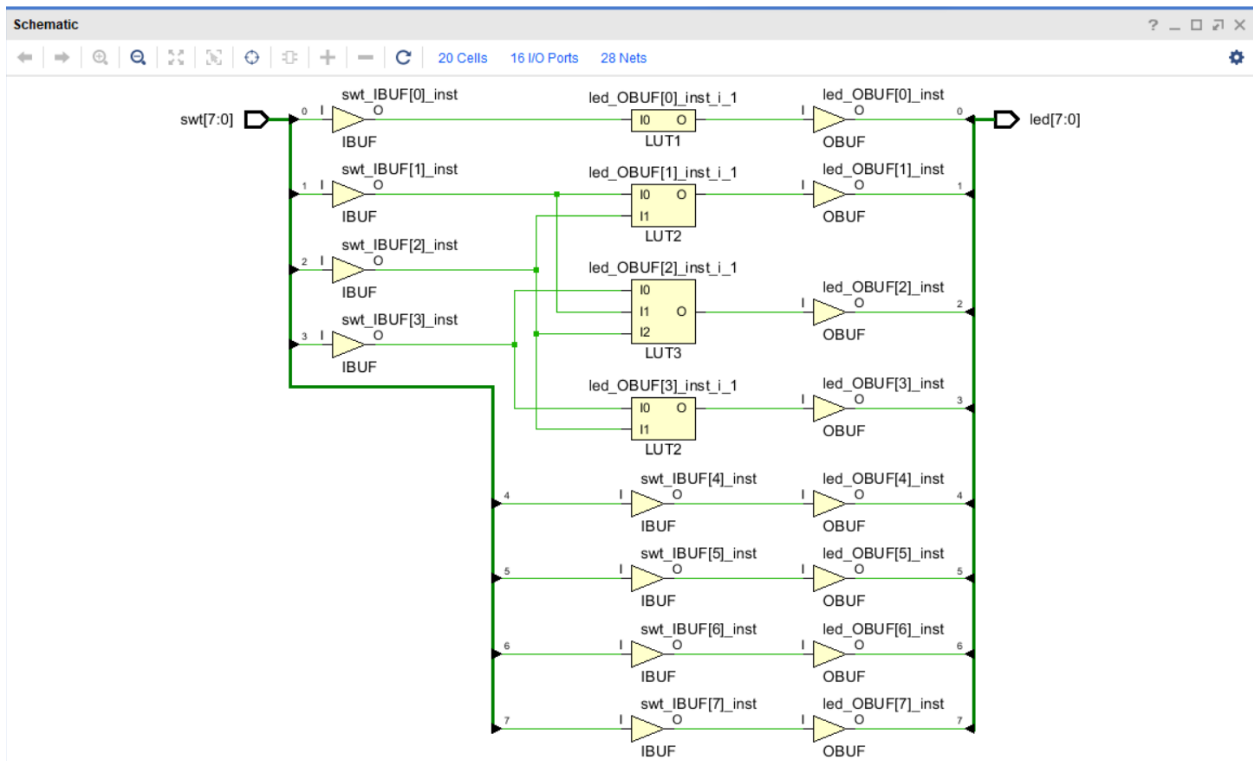 Schematic
20 Cells 16 I/O Ports 28 Nets
swt[7:0]
0 I swt_IBUF[0]_inst O
IBUF
led_OBUF[0]_inst_i_1
I0 O
LUT1
led_OBUF[0]_inst
I O 0
OBUF
led[7:0]
swt_IBUF[1]_inst
1 I O
IBUF
led_OBUF[1]_inst_i_1
I0 O
I1
LUT2
led_OBUF[1]_inst
I O 1
OBUF
swt_IBUF[2]_inst
2 I O
IBUF
led_OBUF[2]_inst_i_1
I0
I1 O
I2
LUT3
led_OBUF[2]_inst
I O 2
OBUF
swt_IBUF[3]_inst
3 I O
IBUF
led_OBUF[3]_inst_i_1
I0 O
I1
LUT2
led_OBUF[3]_inst
I O 3
OBUF
swt_IBUF[4]_inst
4 I O
IBUF
led_OBUF[4]_inst
I O 4
OBUF
swt_IBUF[5]_inst
5 I O
IBUF
led_OBUF[5]_inst
I O 5
OBUF
swt_IBUF[6]_inst
6 I O
IBUF
led_OBUF[6]_inst
I O 6
OBUF
swt_IBUF[7]_inst
7 I O
IBUF
led_OBUF[7]_inst
I O 7
OBUF